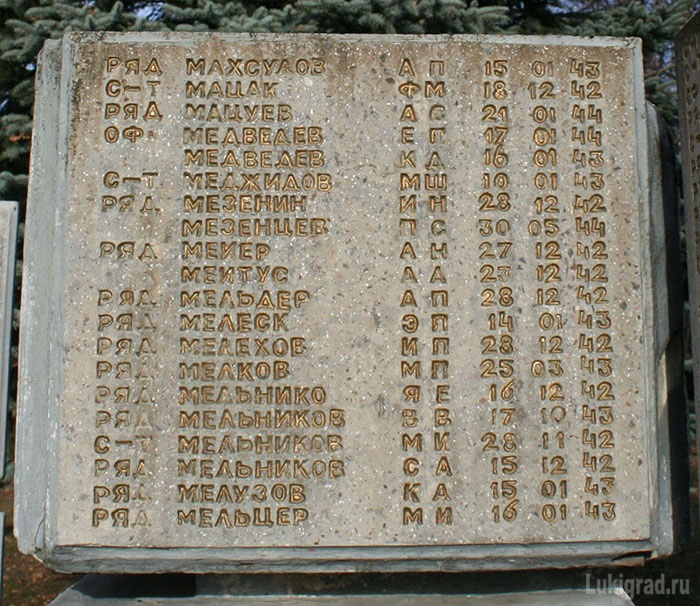 РЯД МАХСУДОВ А П 15 01 43
С-Т МАЦАК Ф М 18 12 42
РЯД МАЦУЕВ А С 21 01 44
ОФ МЕДВЕДЕВ Е Г 17 01 44
МЕДВЕДЕВ К А 16 01 43
С-Т МЕДЖИДОВ М Ш 10 01 43
РЯД МЕЗЕНИН И Н 28 12 42
МЕЗЕНЦЕВ П С 30 05 44
РЯД МЕИЕР А Н 27 12 42
МЕИТУС А А 23 12 42
РЯД МЕЛЬДЕР А П 28 12 42
РЯД МЕЛЕСК Э П 14 01 43
РЯД МЕЛЕХОВ И П 28 12 42
РЯД МЕЛКОВ М П 25 03 43
РЯД МЕЛЬНИКО Я Е 16 12 42
РЯД МЕЛЬНИКОВ В В 17 10 43
С-Т МЕЛЬНИКОВ М И 28 11 42
РЯД МЕЛЬНИКОВ С А 15 12 42
РЯД МЕЛУЗОВ К А 15 01 43
РЯД МЕЛЬЦЕР М И 16 01 43
Lukigrad.ru